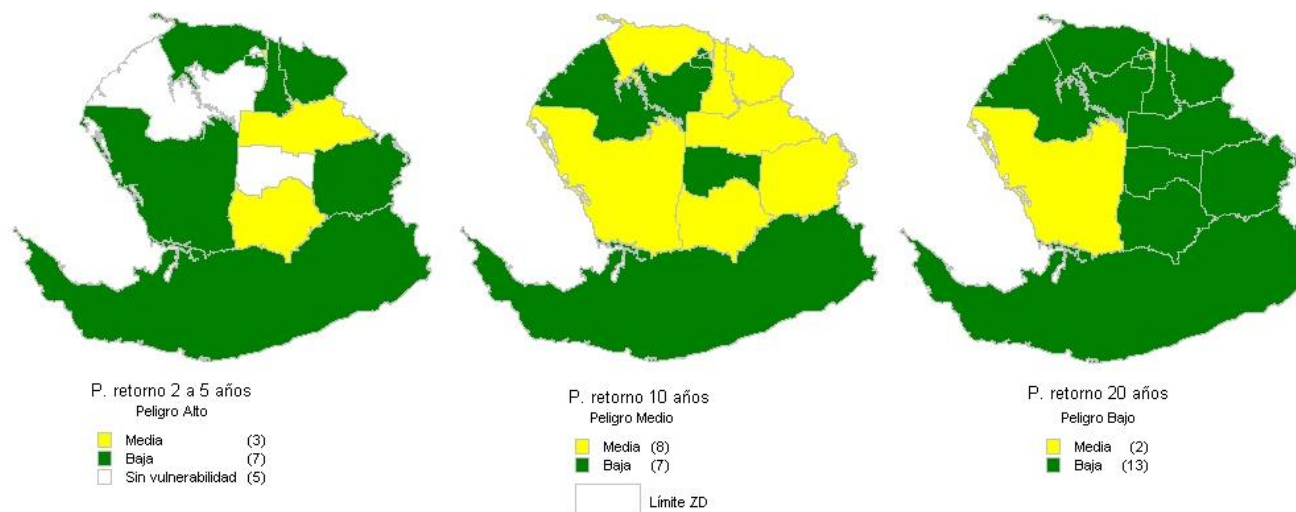 P. retorno 2 a 5 años
Peligro Alto
Media (3)
Baja (7)
Sin vulnerabilidad (5)
P. retorno 10 años
Peligro Medio
Media (8)
Baja (7)
Límite ZD
P. retorno 20 años
Peligro Bajo
Media (2)
Baja (13)